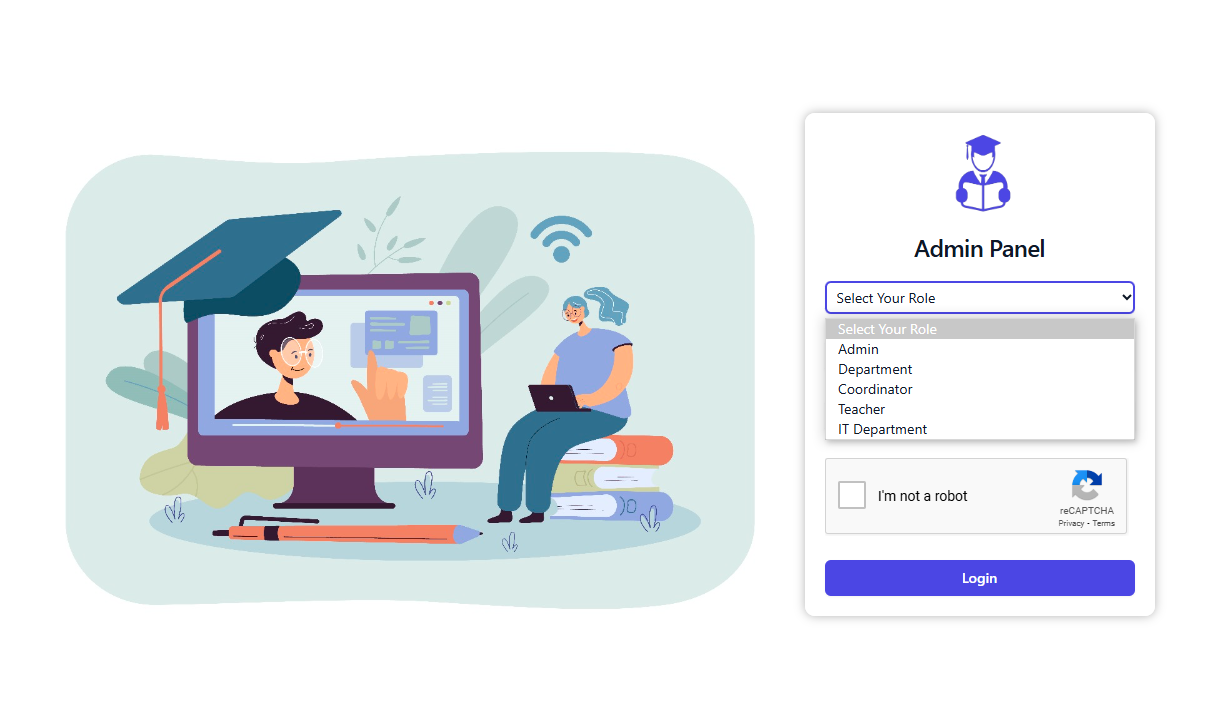 Admin Panel
Select Your Role
Select Your Role
Admin
Department
Coordinator
Teacher
IT Department
I'm not a robot
reCAPTCHA
Privacy - Terms
Login